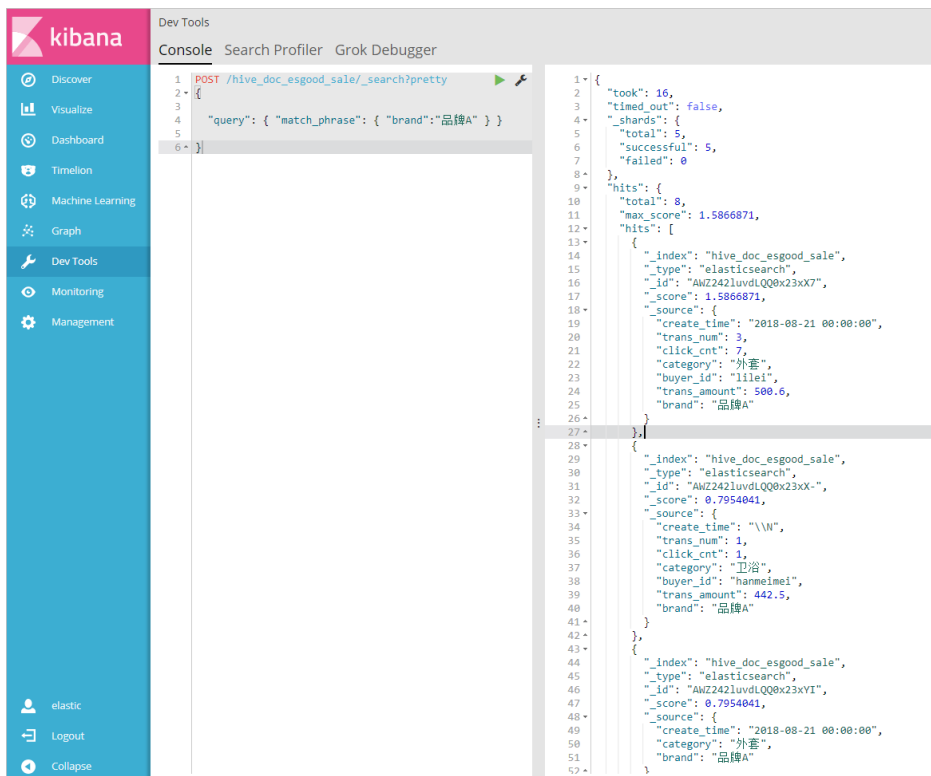 kibana
Discover
Visualize
Dashboard
Timelion
Machine Learning
Graph
Dev Tools
Monitoring
Management
elastic
Logout
Collapse
Dev Tools
Console Search Profiler Grok Debugger
1 POST /hive_doc_esgood_sale/_search?pretty
2 {
3
4 "query": { "match_phrase": { "brand":"品牌A" } }
5
6 }
1 {
2 "took": 16,
3 "timed_out": false,
4 "_shards": {
5 "total": 5,
6 "successful": 5,
7 "failed": 0
8 },
9 "hits": {
10 "total": 8,
11 "max_score": 1.5866871,
12 "hits": [
13 {
14 "_index": "hive_doc_esgood_sale",
15 "_type": "elasticsearch",
16 "_id": "AWZ242luvdLQQ0x23xX7",
17 "_score": 1.5866871,
18 "_source": {
19 "create_time": "2018-08-21 00:00:00",
20 "trans_num": 3,
21 "click_cnt": 7,
22 "category": "外套",
23 "buyer_id": "lilei",
24 "trans_amount": 500.6,
25 "brand": "品牌A"
26 }
27 },
28 {
29 "_index": "hive_doc_esgood_sale",
30 "_type": "elasticsearch",
31 "_id": "AWZ242luvdLQQ0x23xX-",
32 "_score": 0.7954041,
33 "_source": {
34 "create_time": "\\N",
35 "trans_num": 1,
36 "click_cnt": 1,
37 "category": "卫浴",
38 "buyer_id": "hanmeimei",
39 "trans_amount": 442.5,
40 "brand": "品牌A"
41 }
42 },
43 {
44 "_index": "hive_doc_esgood_sale",
45 "_type": "elasticsearch",
46 "_id": "AWZ242luvdLQQ0x23xYI",
47 "_score": 0.7954041,
48 "_source": {
49 "create_time": "2018-08-21 00:00:00",
50 "category": "外套",
51 "brand": "品牌A"
52 }